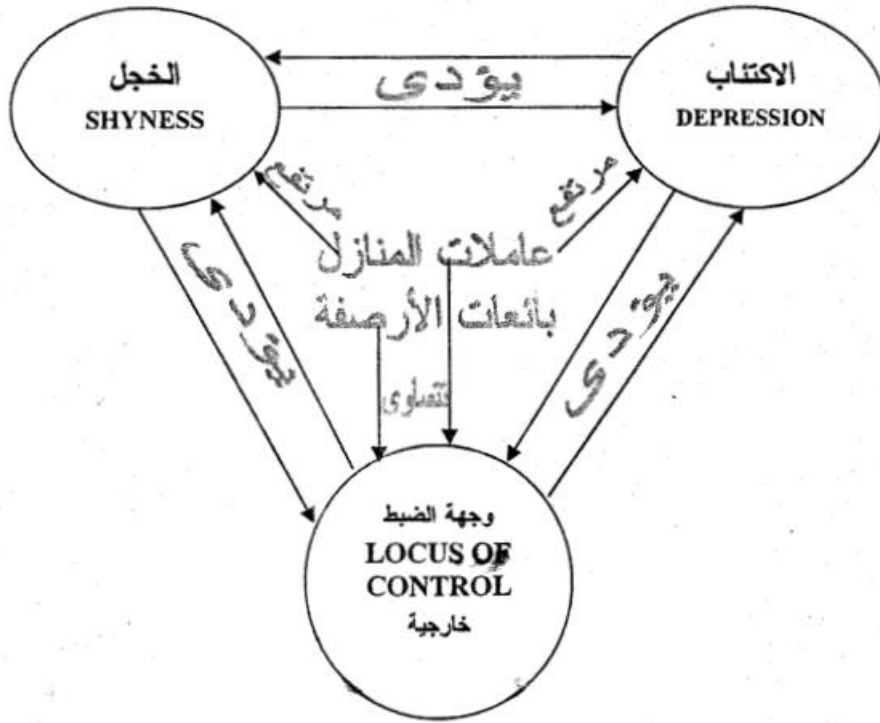 الخجل
SHYNESS
يؤدى
الاكتئاب
DEPRESSION
مرتفع
مرتفع
عاملات المنازل
بائعات الأرصفة
يؤدى
يؤدى
تتساوى
وجهة الضبط
LOCUS OF
CONTROL
خارجية